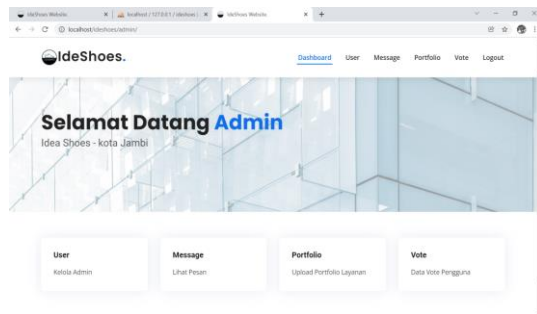 IdeShoes Website
localhost / 127.0.0.1 / ideshoes |
IdeShoes Website
localhost/ideshoes/admin/
IdeShoes.
Dashboard User Message Portfolio Vote Logout
Selamat Datang Admin
Idea Shoes - kota Jambi
User
Kelola Admin
Message
Lihat Pesan
Portfolio
Upload Portfolio Layanan
Vote
Data Vote Pengguna